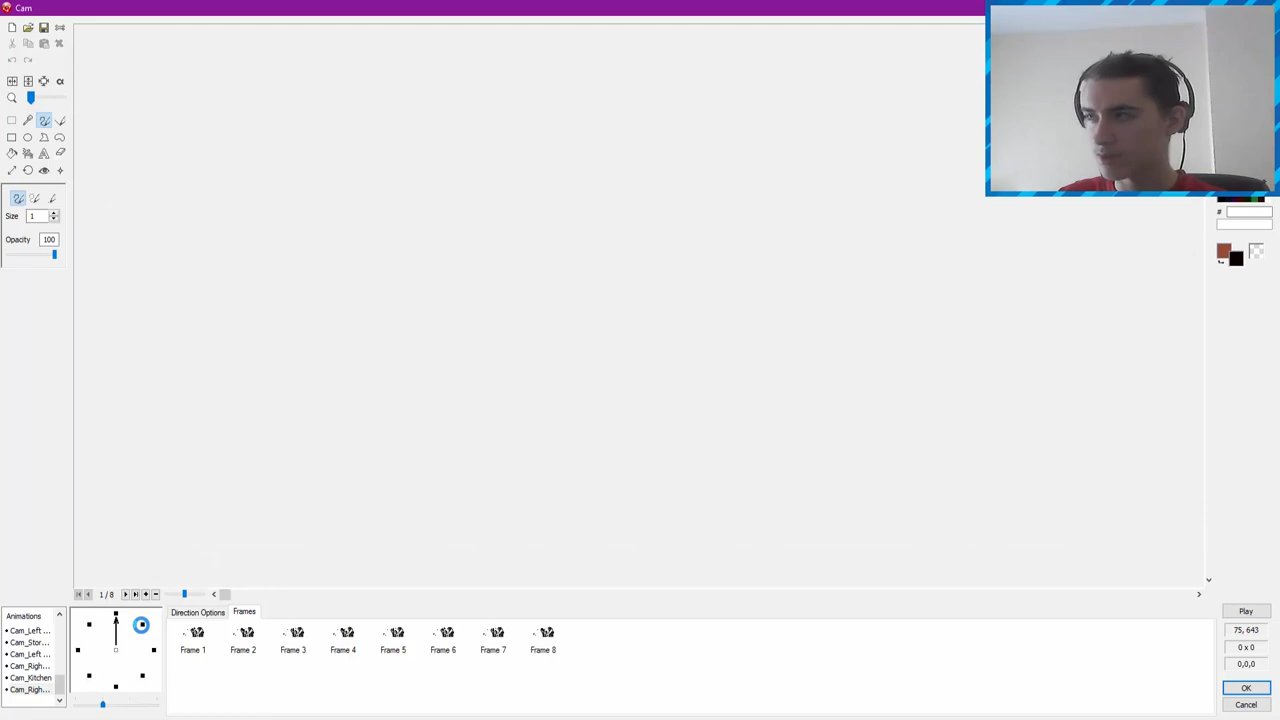 Cam
Size 1
Opacity 100
#
1 / 8
Animations
Cam_Left ...
Cam_Stor...
Cam_Left ...
Cam_Righ...
Cam_Kitchen
Cam_Righ...
Direction Options Frames
Frame 1 Frame 2 Frame 3 Frame 4 Frame 5 Frame 6 Frame 7 Frame 8
Play
75, 643
0 x 0
0,0,0
OK
Cancel